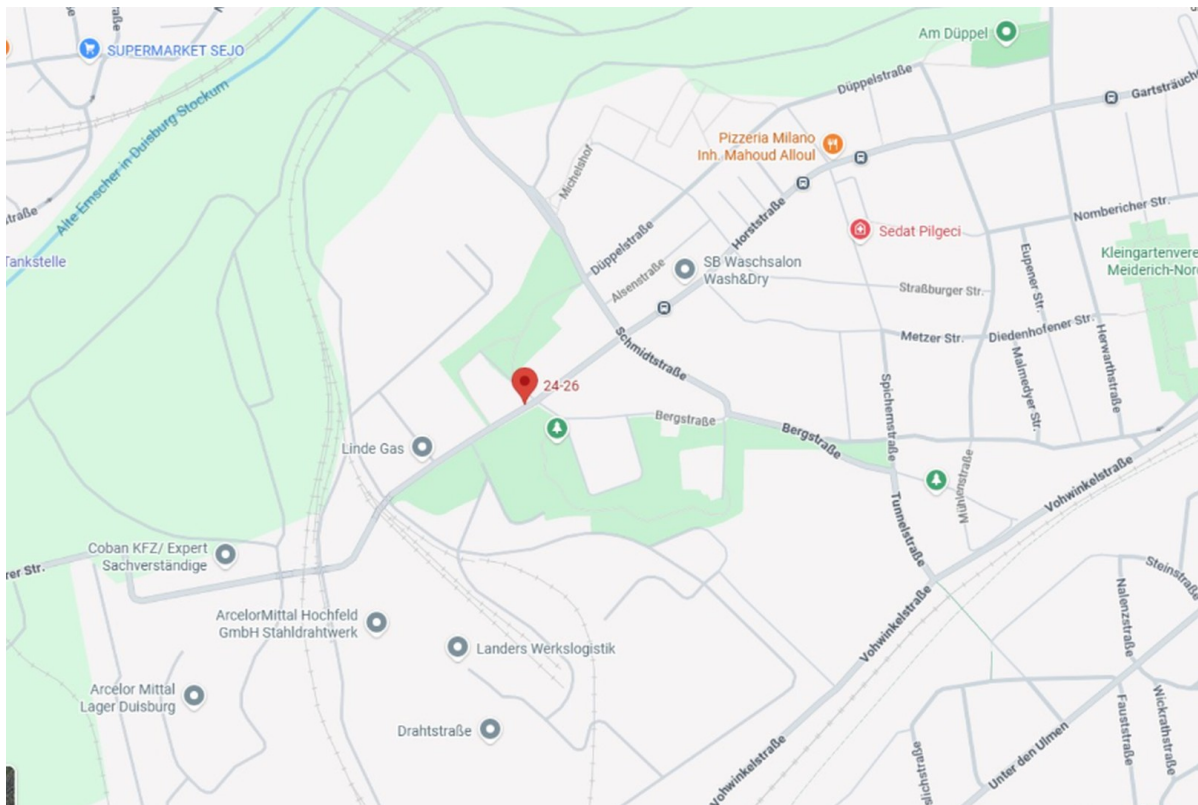 SUPERMARKET SEJO
Am Düppel
Düppelstraße
Gartsträuch
Alte Emscher in Duisburg Stockum
Pizzeria Milano
Inh. Mahoud Alloul
Michelshof
straße
Nombericher Str.
Horststraße
Sedat Pilgeci
Düppelstraße
Tankstelle
SB Waschsalon
Wash&Dry
Alsenstraße
Eupener Str.
Kleingartenvere
Meiderich-Nord
Straßburger Str.
Schmidtstraße
Metzer Str.
Diedenhofener Str.
Herwarthstraße
Malmedyer Str.
24-26
Spichernstraße
Bergstraße
Bergstraße
Linde Gas
Mühlenstraße
Vohwinkelstraße
Tunnelstraße
Coban KFZ/ Expert
Sachverständige
rer Str.
Steinstraße
Nalenzstraße
ArcelorMittal Hochfeld
GmbH Stahldrahtwerk
Vohwinkelstraße
Landers Werkslogistik
Arcelor Mittal
Lager Duisburg
Wickrathstraße
Fauststraße
Drahtstraße
Unter den Ulmen
Vohwinkelstraße
slichstraße